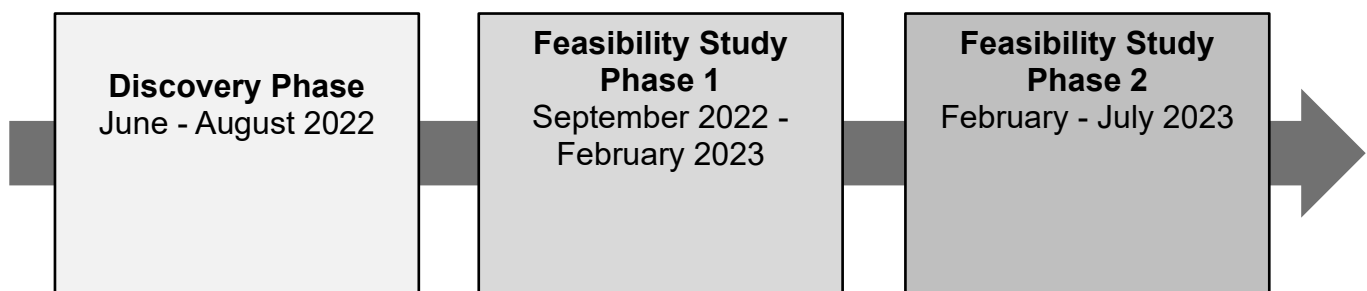 Discovery Phase
June - August 2022
Feasibility Study
Phase 1
September 2022 -
February 2023
Feasibility Study
Phase 2
February - July 2023